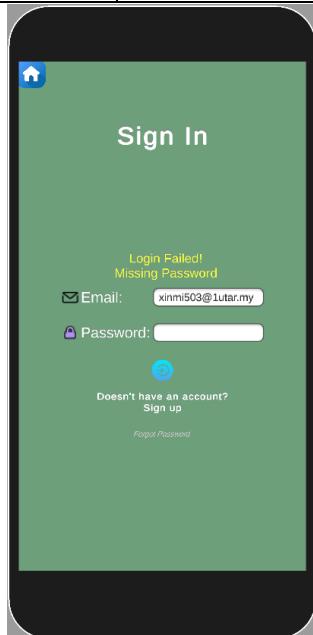 Sign In
Login Failed!
Missing Password
Email: xinmi503@1utar.my
Password:
Doesn't have an account?
Sign up
Forgot Password